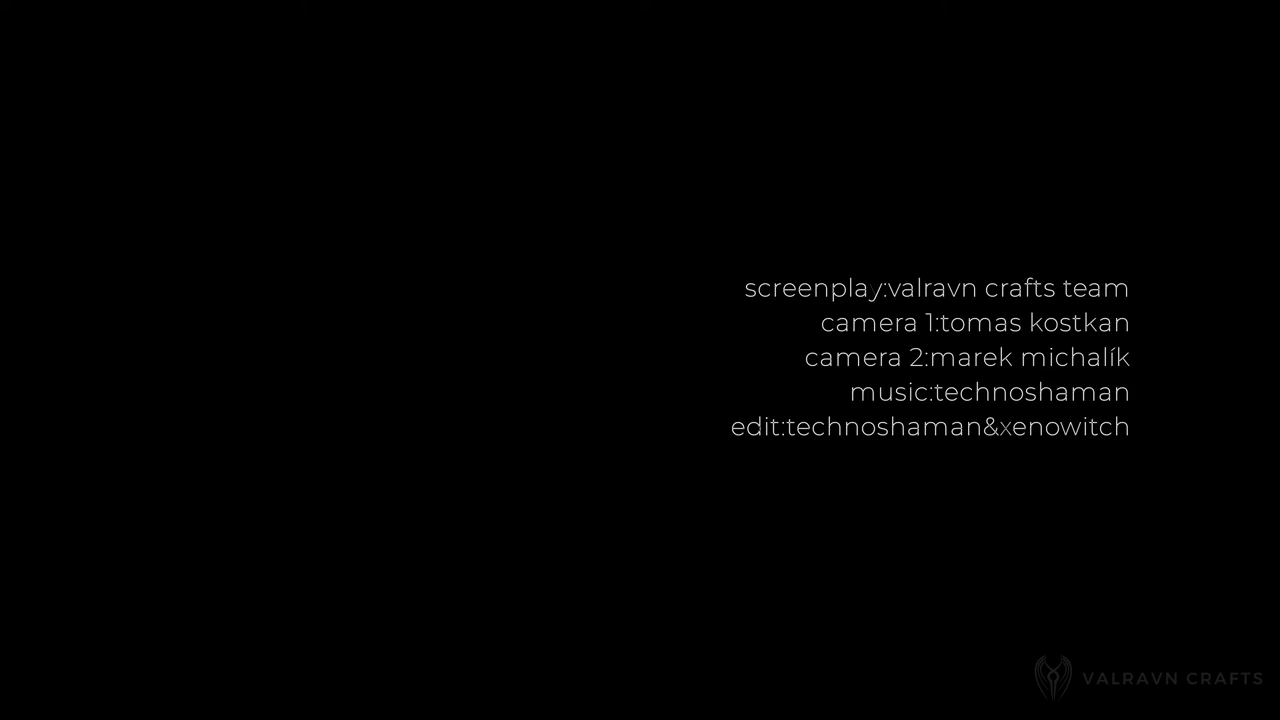 screenplay:valravn crafts team
camera 1:tomas kostkan
camera 2:marek michalík
music:technoshaman
edit:technoshaman&xenowitch
VALRAVN CRAFTS